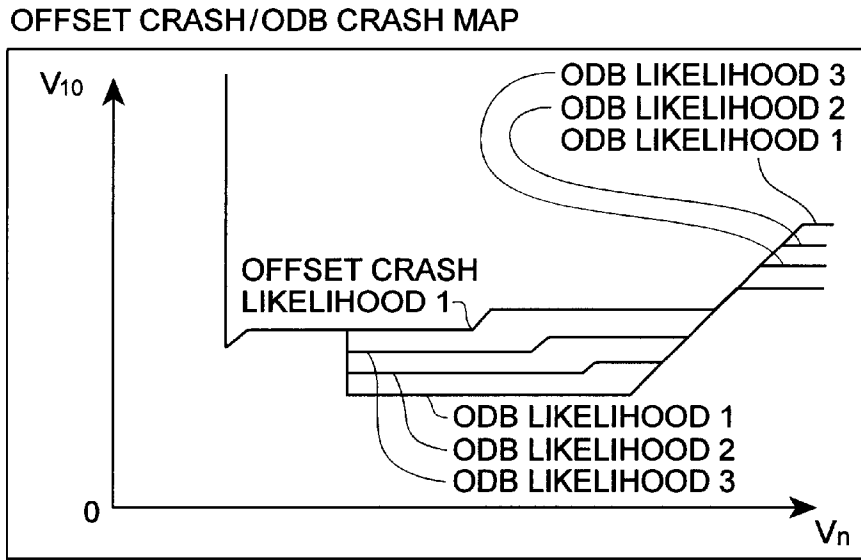 OFFSET CRASH/ODB CRASH MAP
V10
ODB LIKELIHOOD 3
ODB LIKELIHOOD 2
ODB LIKELIHOOD 1
OFFSET CRASH
LIKELIHOOD 1
ODB LIKELIHOOD 1
ODB LIKELIHOOD 2
ODB LIKELIHOOD 3
0
Vn